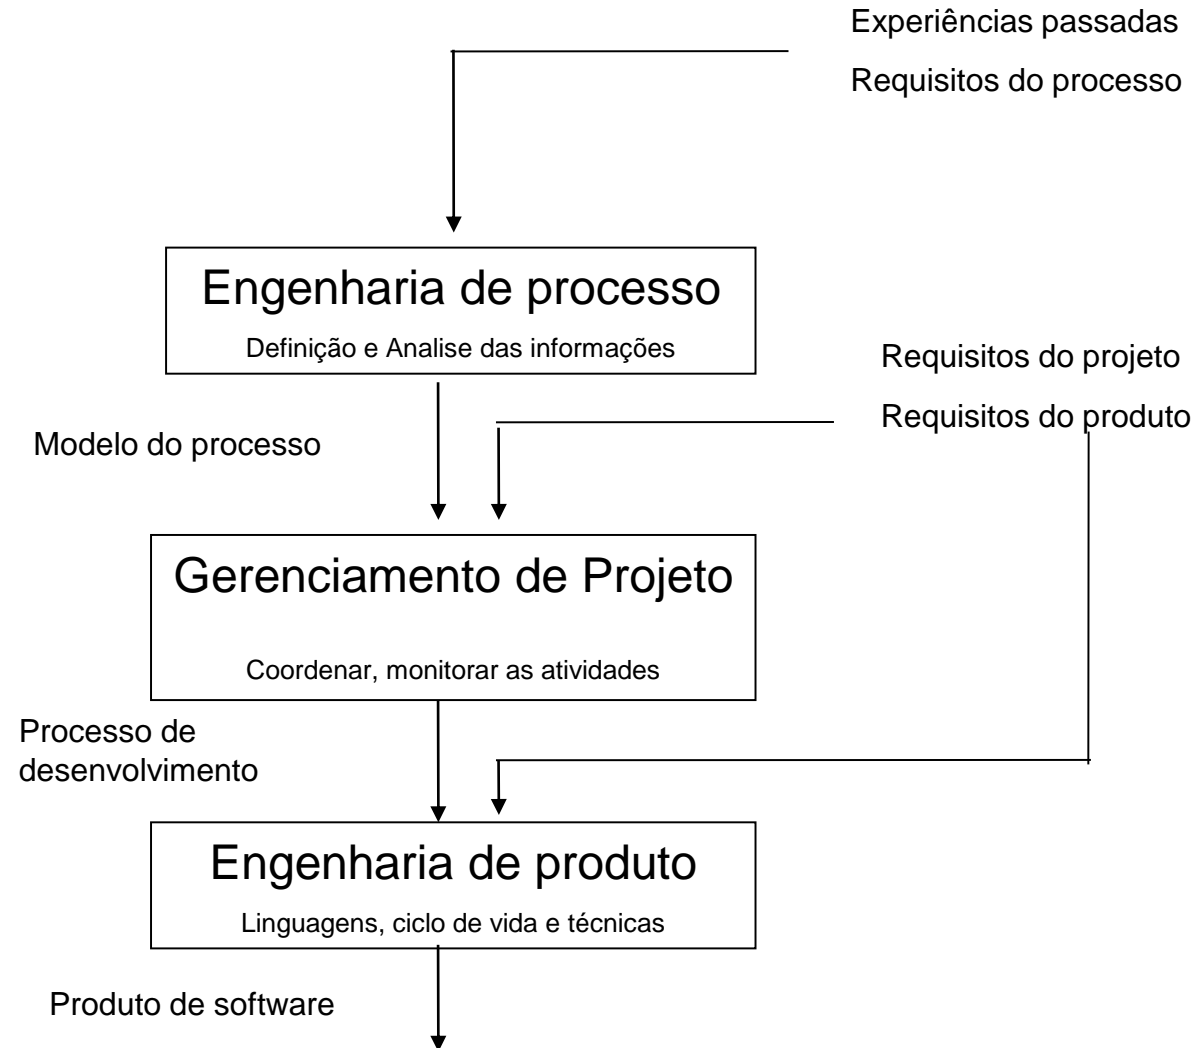 Experiências passadas
Requisitos do processo
Engenharia de processo
Definição e Analise das informações
Requisitos do projeto
Requisitos do produto
Modelo do processo
Gerenciamento de Projeto
Coordenar, monitorar as atividades
Processo de
desenvolvimento
Engenharia de produto
Linguagens, ciclo de vida e técnicas
Produto de software